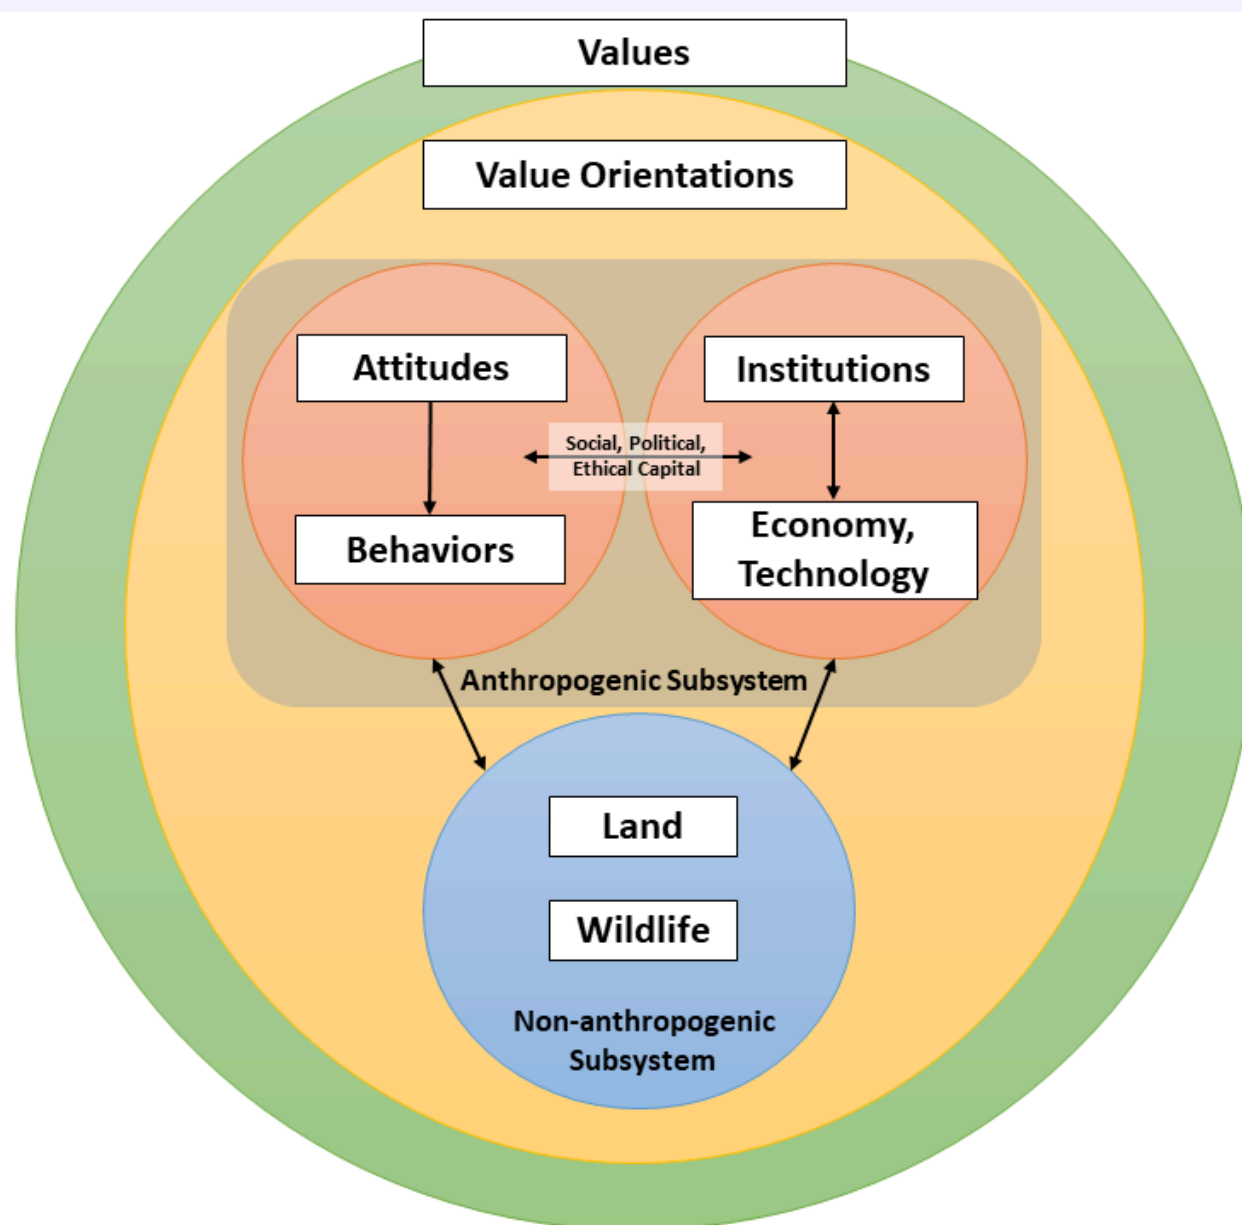 Values
Value Orientations
Attitudes
Behaviors
Social, Political,
Ethical Capital
Institutions
Economy,
Technology
Anthropogenic Subsystem
Land
Wildlife
Non-anthropogenic
Subsystem